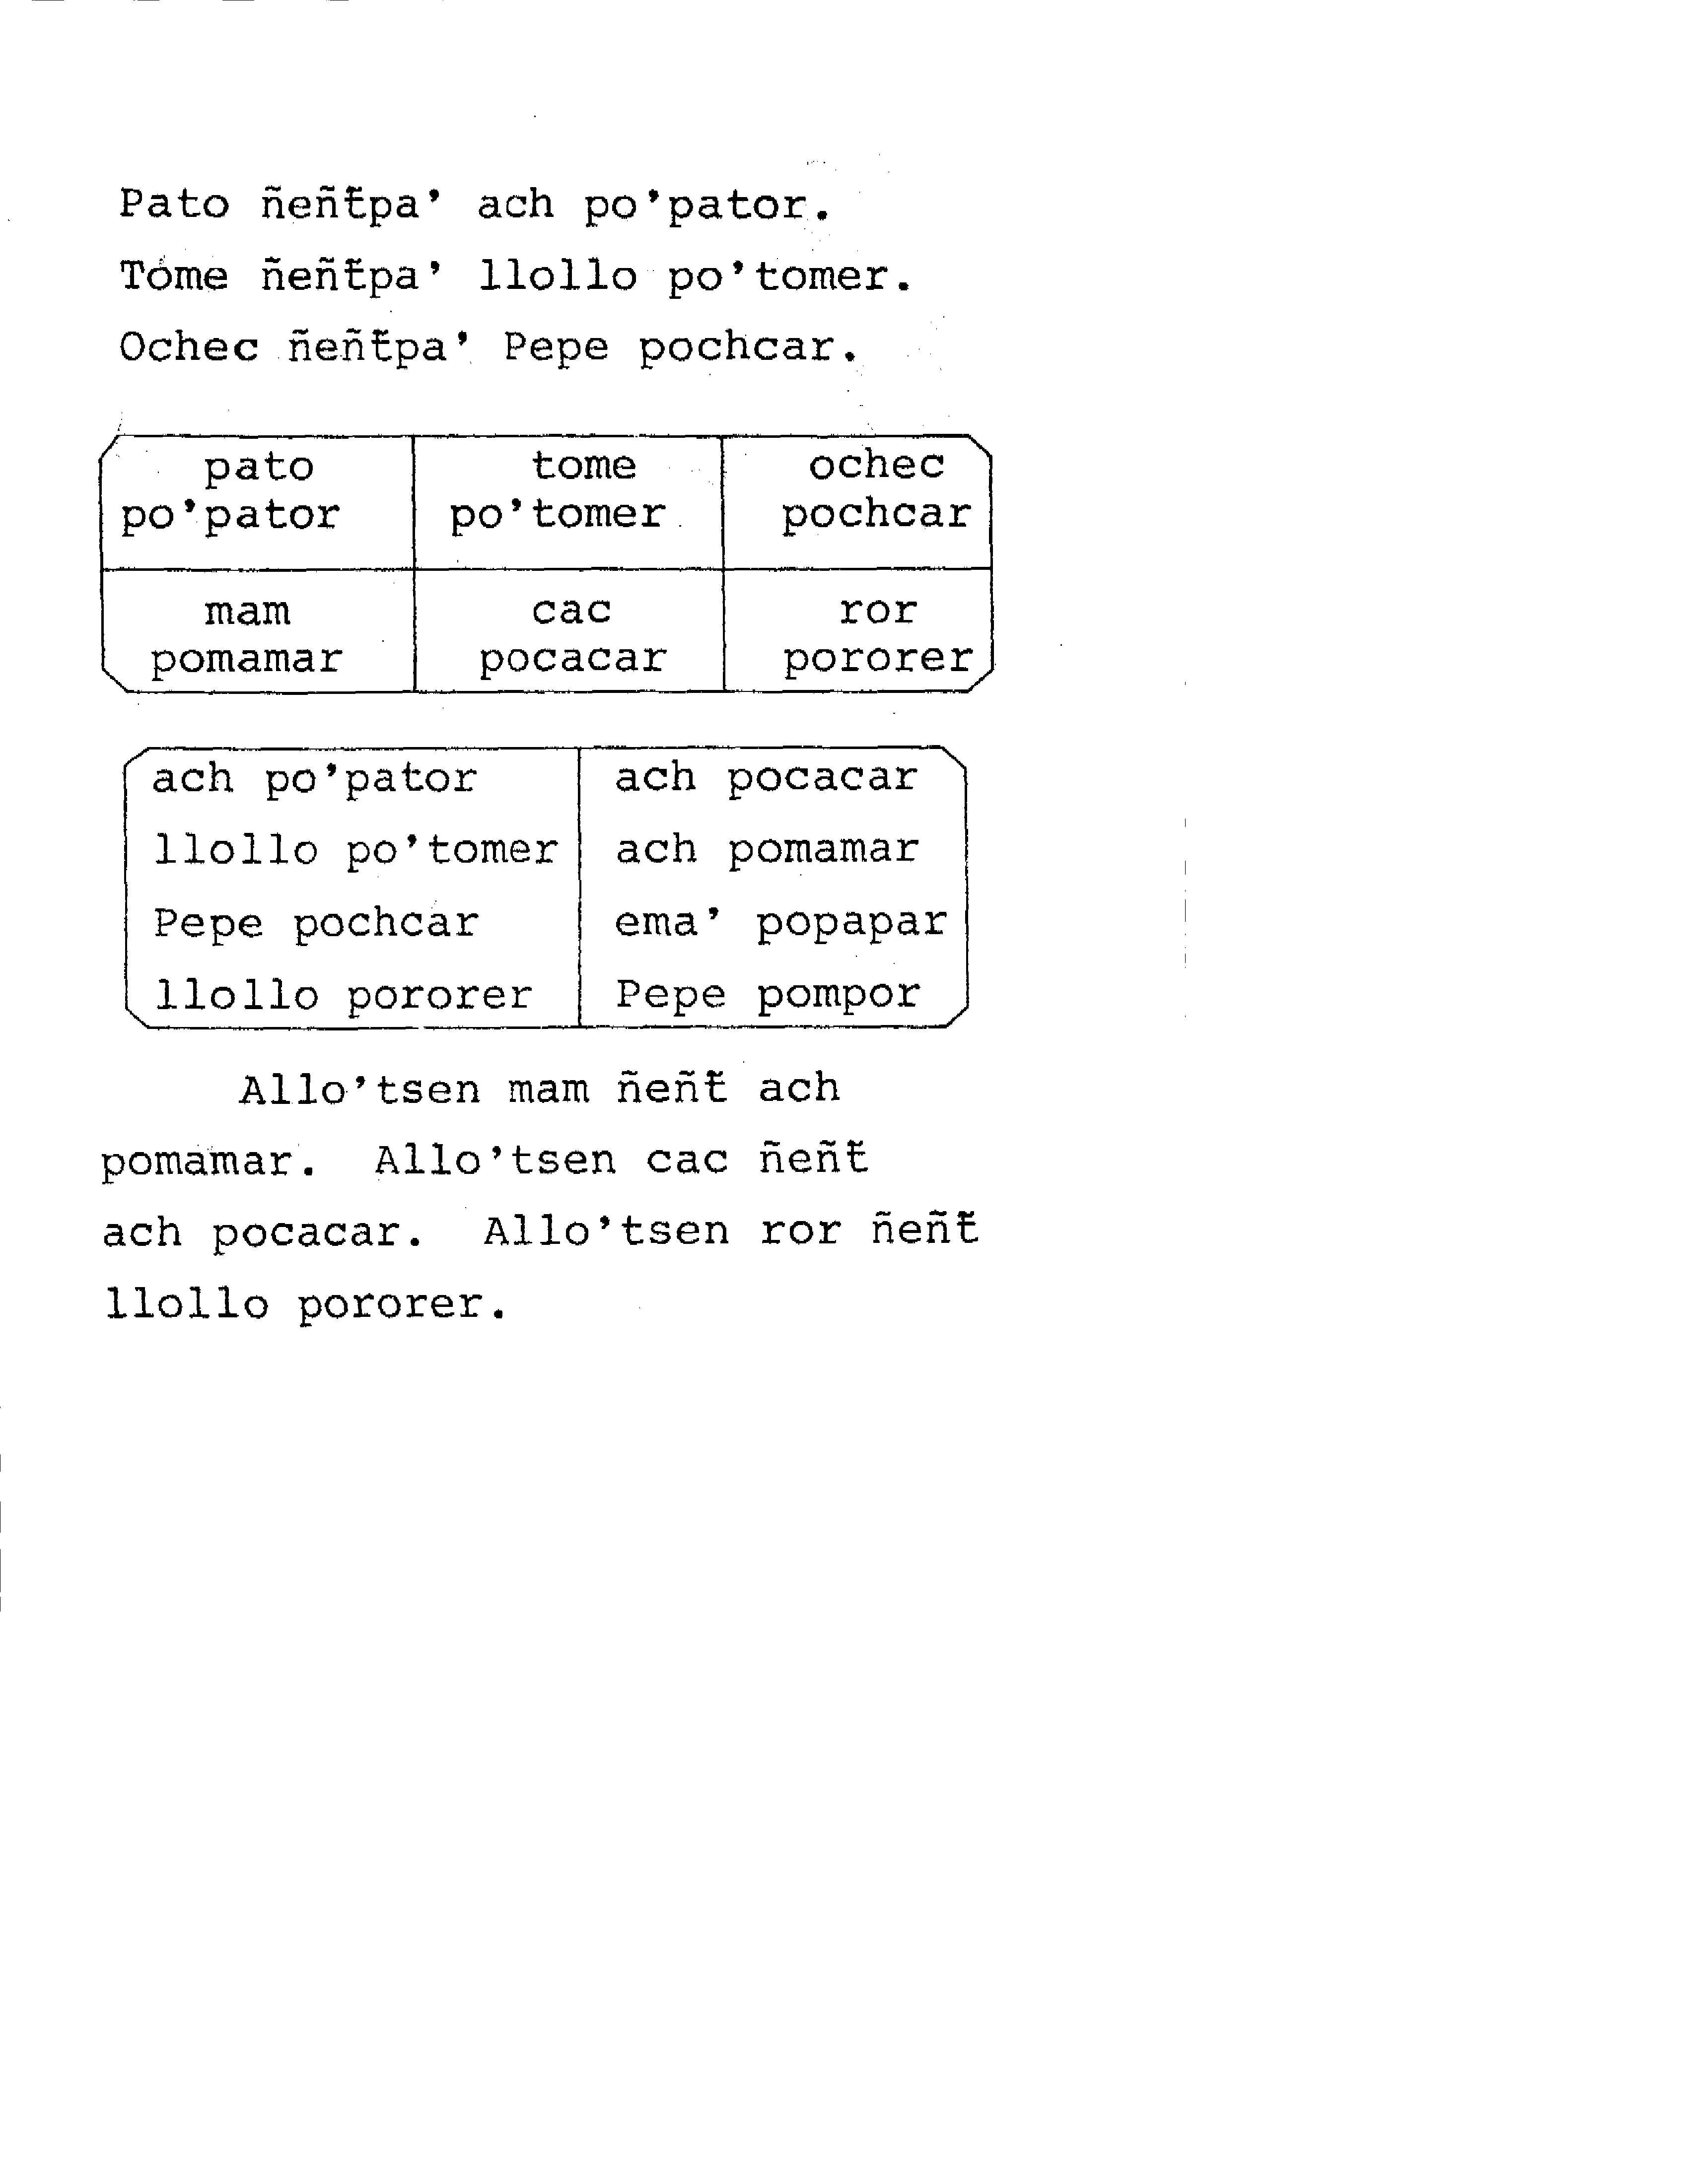 Pato ñeñt̃pa’ ach po’pator.
Tome ñeñt̃pa’ llollo po’tomer.
Ochec ñeñt̃pa’ Pepe pochcar.
pato tome ochec
po’pator po’tomer pochcar
mam cac ror
pomamar pocacar pororer
ach po’pator ach pocacar
llollo po’tomer ach pomamar
Pepe pochcar ema’ popapar
llollo pororer Pepe pompor
Allo’tsen mam ñeñt̃ ach
pomamar. Allo’tsen cac ñeñt̃
ach pocacar. Allo’tsen ror ñeñt̃
llollo pororer.